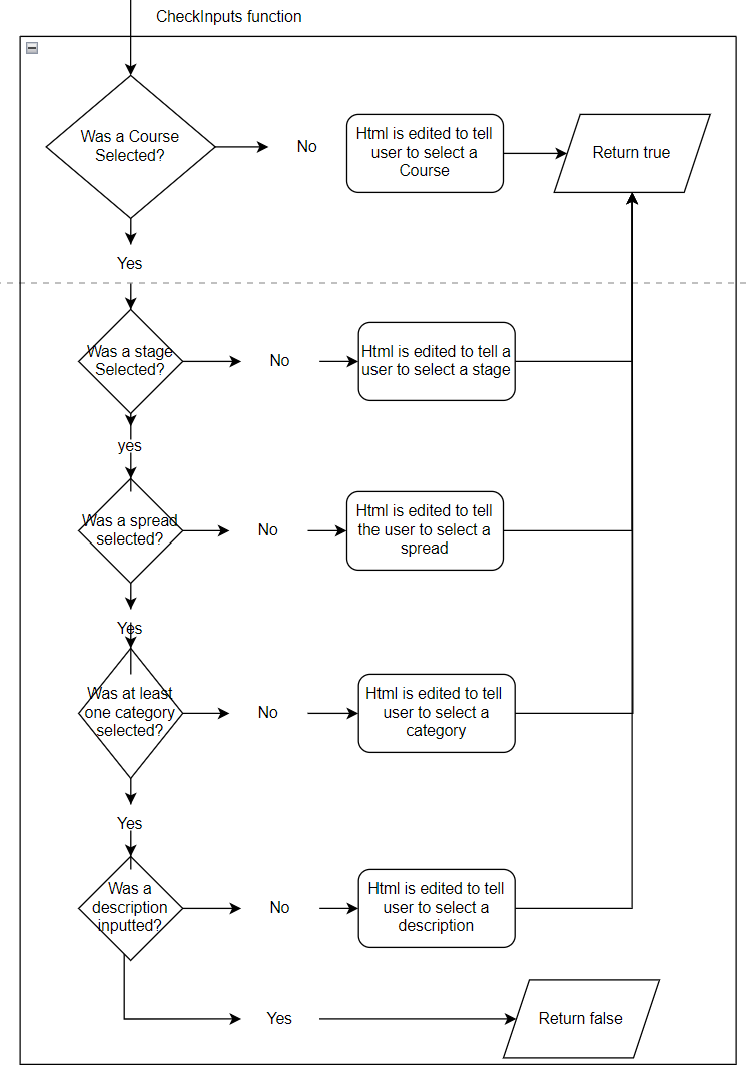 CheckInputs function
Was a Course
Selected?
No
Html is edited to tell
user to select a
Course
Return true
Yes
Was a stage
Selected?
No
Html is edited to tell a
user to select a stage
yes
Was a spread
selected?
No
Html is edited to tell
the user to select a
spread
Yes
Was at least
one category
selected?
No
Html is edited to tell
user to select a
category
Yes
Was a
description
inputted?
No
Html is edited to tell
user to select a
description
Yes
Return false